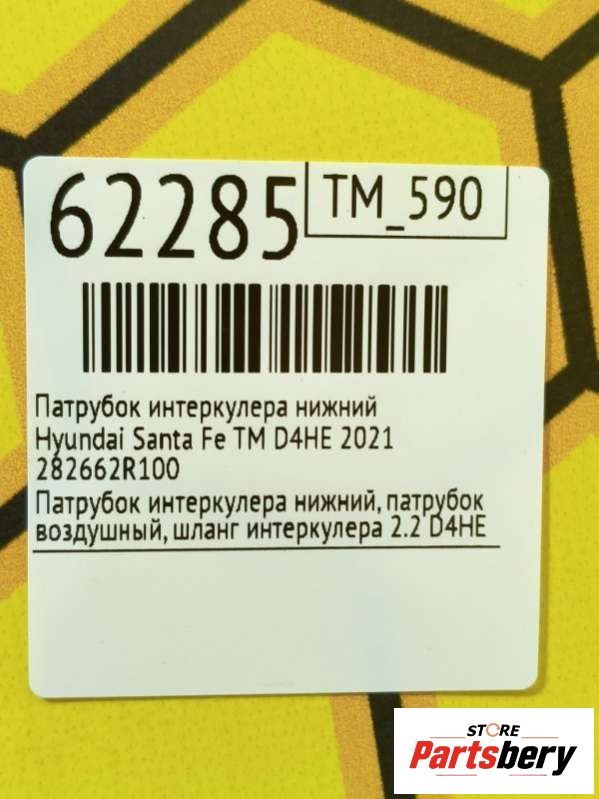 62285
TM_590
Патрубок интеркулера нижний
Hyundai Santa Fe TM D4HE 2021
282662R100
Патрубок интеркулера нижний, патрубок
воздушный, шланг интеркулера 2.2 D4HE
STORE
Partsbery